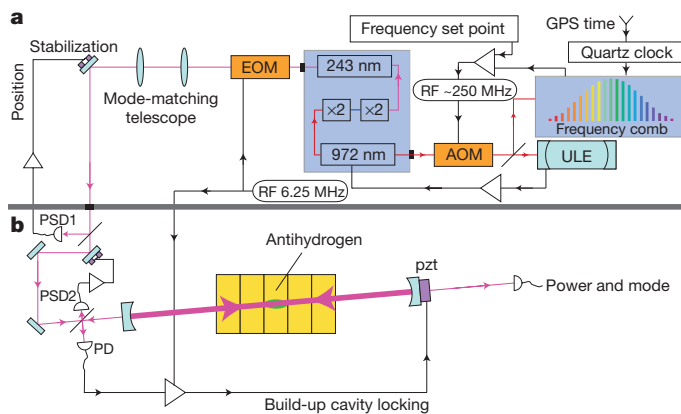 a
Stabilization
Position
Mode-matching
telescope
EOM
243 nm
×2
×2
972 nm
Frequency set point
RF ~250 MHz
AOM
GPS time
Quartz clock
Frequency comb
ULE
RF 6.25 MHz
b
PSD1
PSD2
PD
Antihydrogen
pzt
Power and mode
Build-up cavity locking